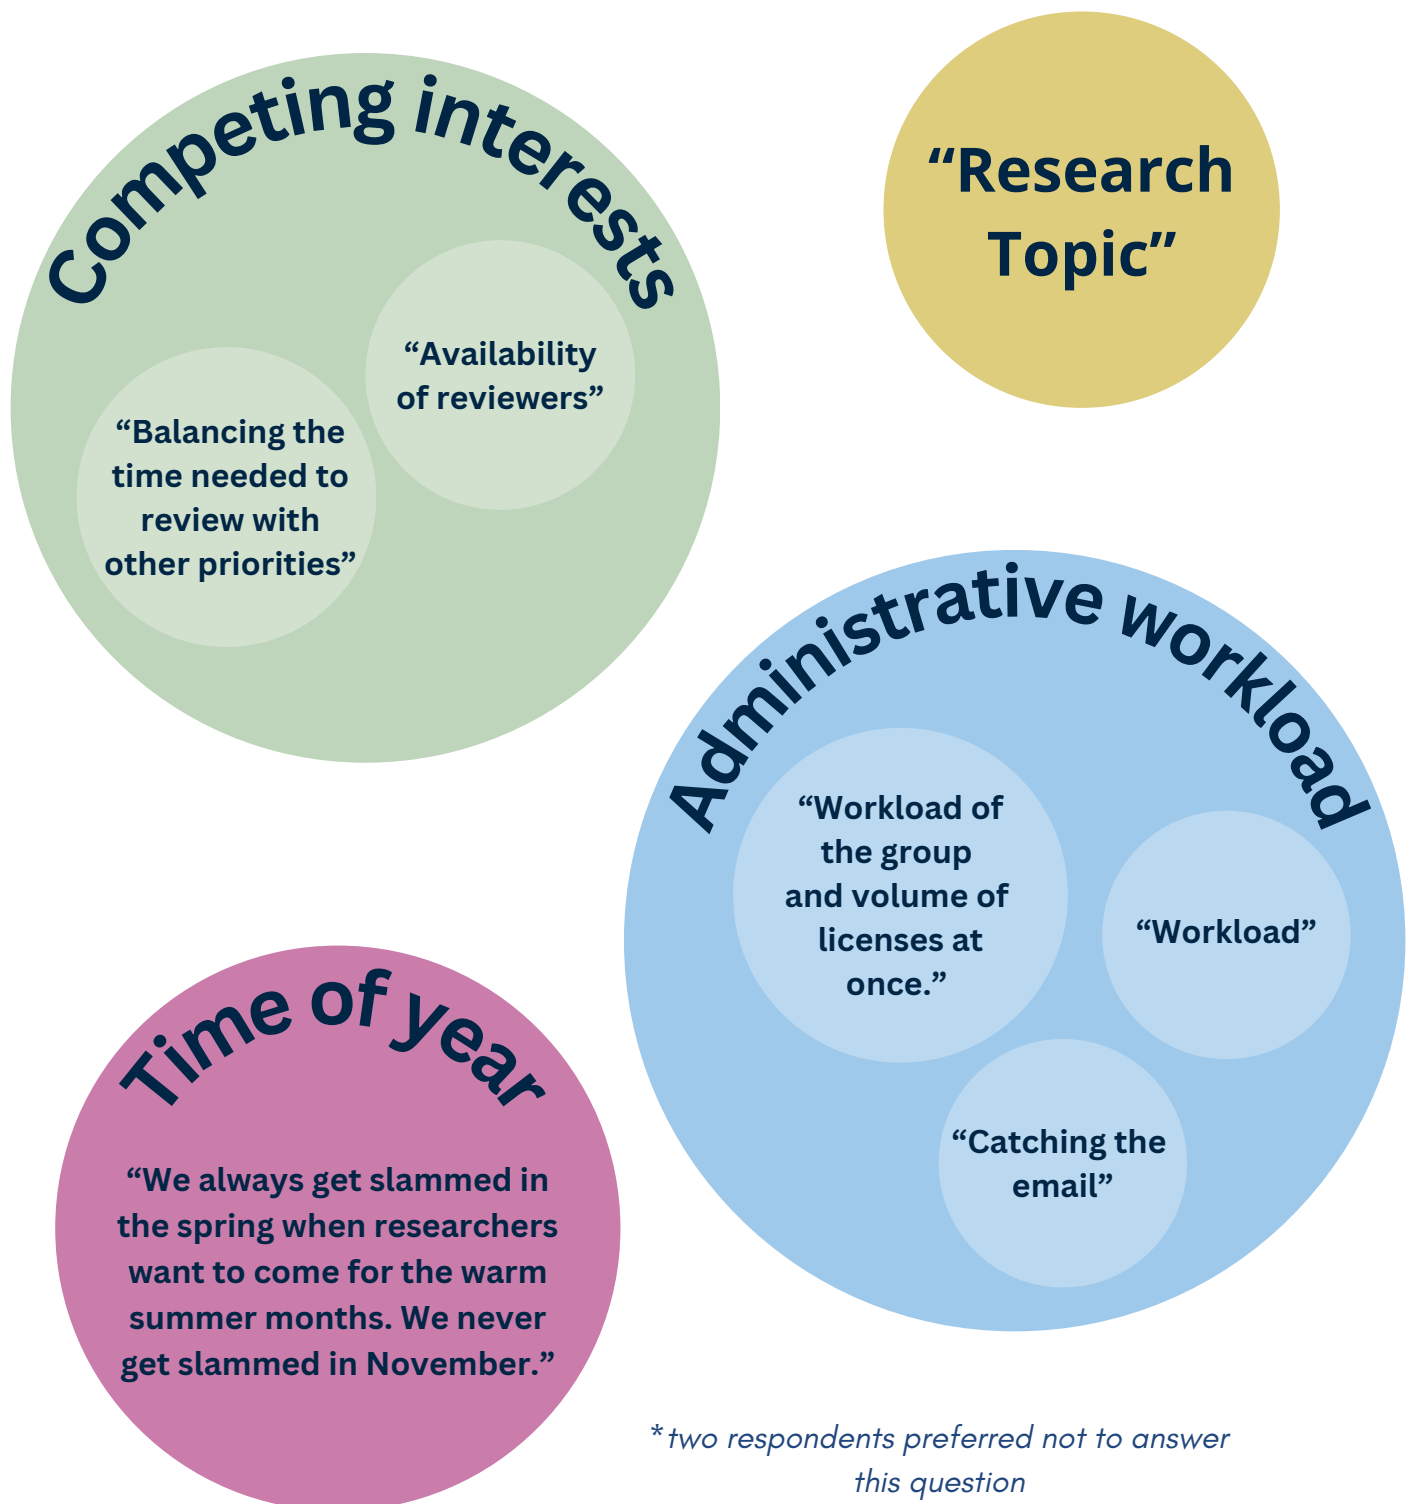 Competing interests
“Availability
of reviewers”
“Balancing the
time needed to
review with
other priorities”
“Research
Topic”
Administrative workload
“Workload of
the group
and volume of
licenses at
once.”
“Workload”
“Catching the
email”
Time of year
“We always get slammed in
the spring when researchers
want to come for the warm
summer months. We never
get slammed in November.”
*two respondents preferred not to answer
this question